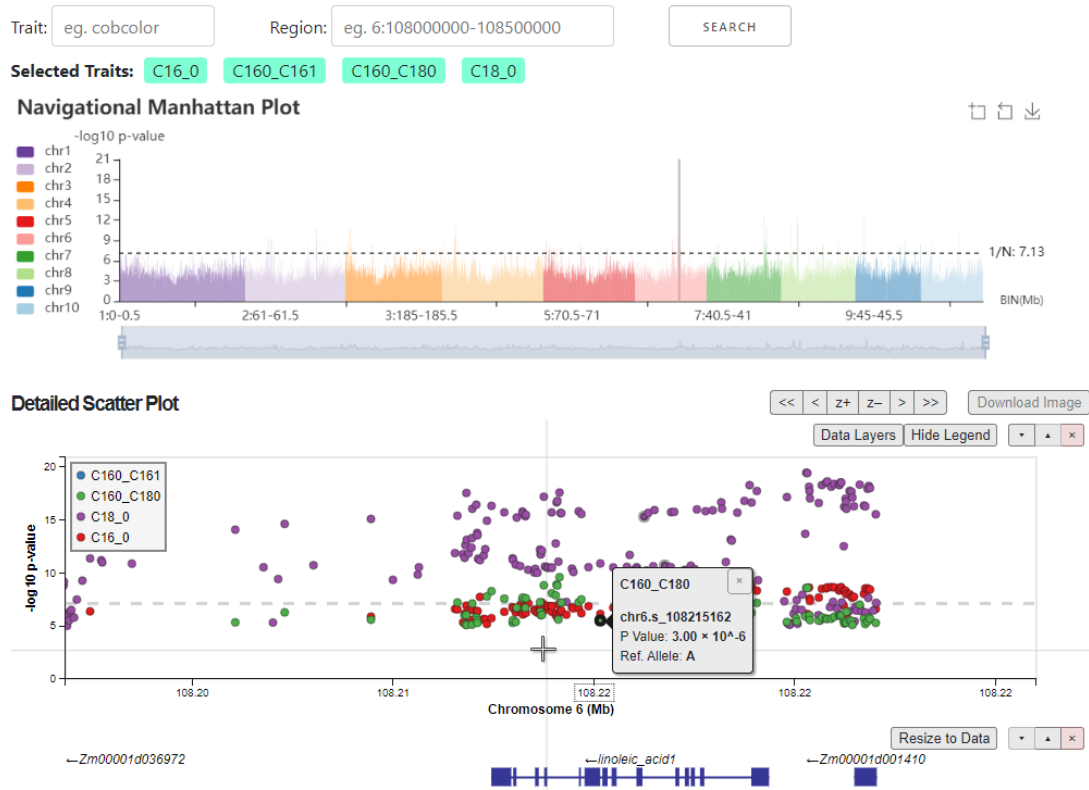 Trait: eg. cobcolor Region: eg. 6:108000000-108500000 SEARCH
Selected Traits: C16_0 C160_C161 C160_C180 C18_0
Navigational Manhattan Plot
-log10 p-value
chr1
chr2
chr3
chr4
chr5
chr6
chr7
chr8
chr9
chr10
21
18
15
12
9
6
3
0
1/N: 7.13
BIN(Mb)
1:0-0.5 2:61-61.5 3:185-185.5 5:70.5-71 7:40.5-41 9:45-45.5
Detailed Scatter Plot << < z+ z– > >> Download Image
Data Layers Hide Legend ▾ ▴ ×
20
15
10
5
0
-log10 p-value
C160_C161
C160_C180
C18_0
C16_0
C160_C180 ×
chr6.s_108215162
P Value: 3.00 × 10^-6
Ref. Allele: A
108.20 108.21 108.22 108.22 108.22
Chromosome 6 (Mb)
Resize to Data ▾ ▴ ×
←Zm00001d036972 ←linoleic_acid1 ←Zm00001d001410